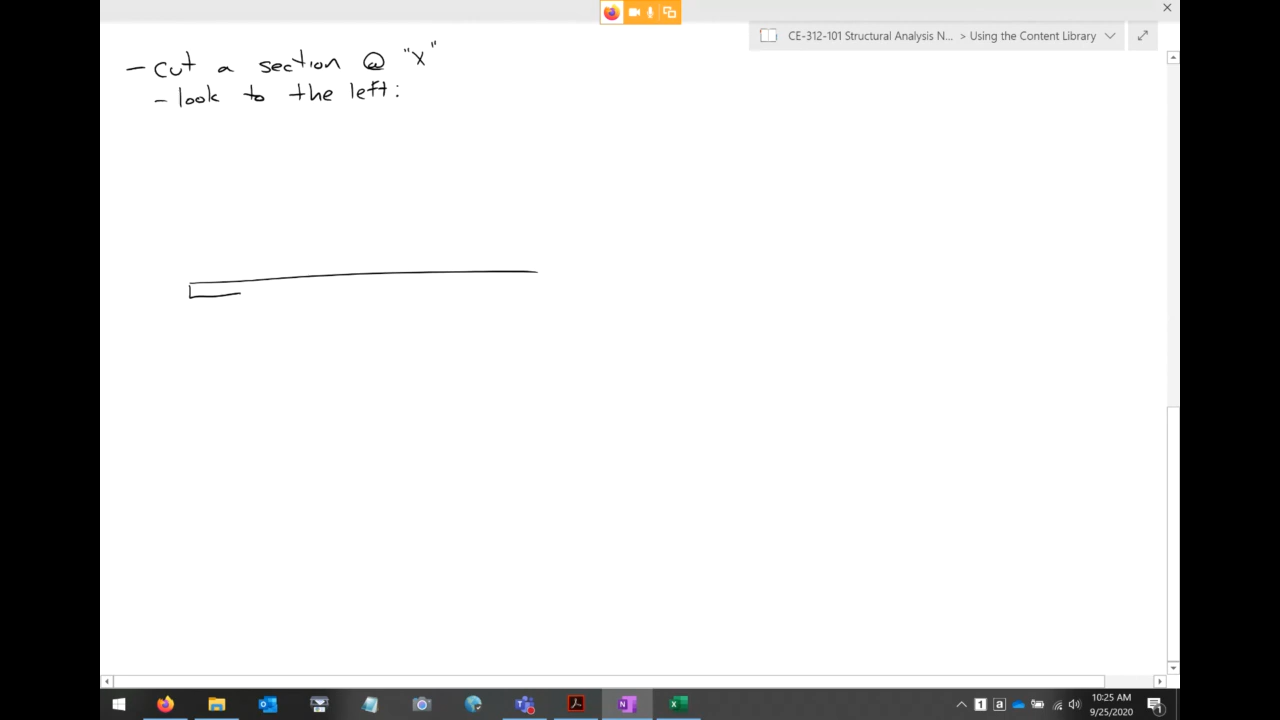 CE-312-101 Structural Analysis N... > Using the Content Library
- cut a section @ "x"
- look to the left:
10:25 AM
9/25/2020